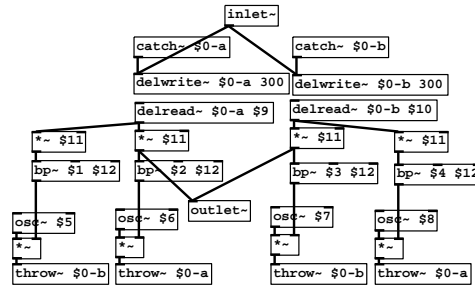 inlet~
catch~ $0-a
catch~ $0-b
delwrite~ $0-a 300
delwrite~ $0-b 300
delread~ $0-a $9
delread~ $0-b $10
*~ $11
*~ $11
*~ $11
*~ $11
bp~ $1 $12
bp~ $2 $12
bp~ $3 $12
bp~ $4 $12
outlet~
osc~ $5
osc~ $6
osc~ $7
osc~ $8
*~
*~
*~
*~
throw~ $0-b
throw~ $0-a
throw~ $0-b
throw~ $0-a